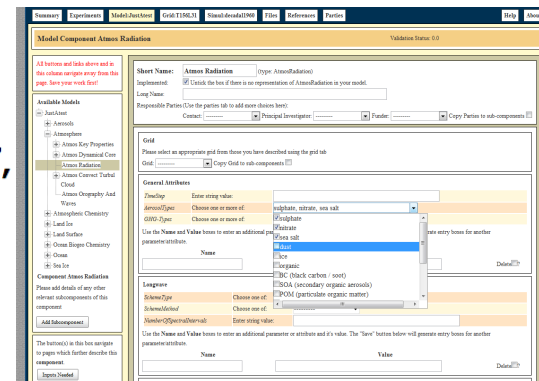 Summary Experiments Model:JustAtest Grid:T156L31 Simul:decadal1960 Files References Parties Help Abou
Model Component Atmos Radiation Validation Status: 0.0
All buttons and links above and in
this column navigate away from this
page. Save your work first!
Available Models
JustAtest
Aerosols
Atmosphere
Atmos Key Properties
Atmos Dynamical Core
Atmos Radiation
Atmos Convect Turbul
Cloud
Atmos Orography And
Waves
Atmospheric Chemistry
Land Ice
Land Surface
Ocean Biogeo Chemistry
Ocean
Sea Ice
Component Atmos Radiation
Please add details of any other
relevant subcomponents of this
component
Add Subcomponent
The button(s) in this box navigate
to pages which further describe this
component.
Inputs Needed
Short Name: Atmos Radiation (type: AtmosRadiation)
Implemented: Untick the box if there is no representation of AtmosRadiation in your model.
Long Name:
Responsible Parties (Use the parties tab to add more choices here):
Contact: --------- Principal Investigator: --------- Funder: --------- Copy Parties to sub-components
Grid
Please select an appropriate grid from those you have described using the grid tab
Grid: --------- Copy Grid to sub-components
General Attributes
TimeStep Enter string value:
AerosolTypes Choose one or more of: sulphate, nitrate, sea salt
GHG-Types Choose one or more of:
sulphate
nitrate
sea salt
dust
ice
organic
BC (black carbon / soot)
SOA (secondary organic aerosols)
POM (particulate organic matter)
Use the Name and Value boxes to enter an additional par rate entry boxes for another
parameter/attribute.
Name
Delete?
Longwave
SchemeType Choose one of:
SchemeMethod Choose one of: ---------
NumberOfSpectralIntervals Enter string value:
Use the Name and Value boxes to enter an additional parameter or attribute and it's value. The "Save" button below will generate entry boxes for another
parameter/attribute.
Name Value
Delete?